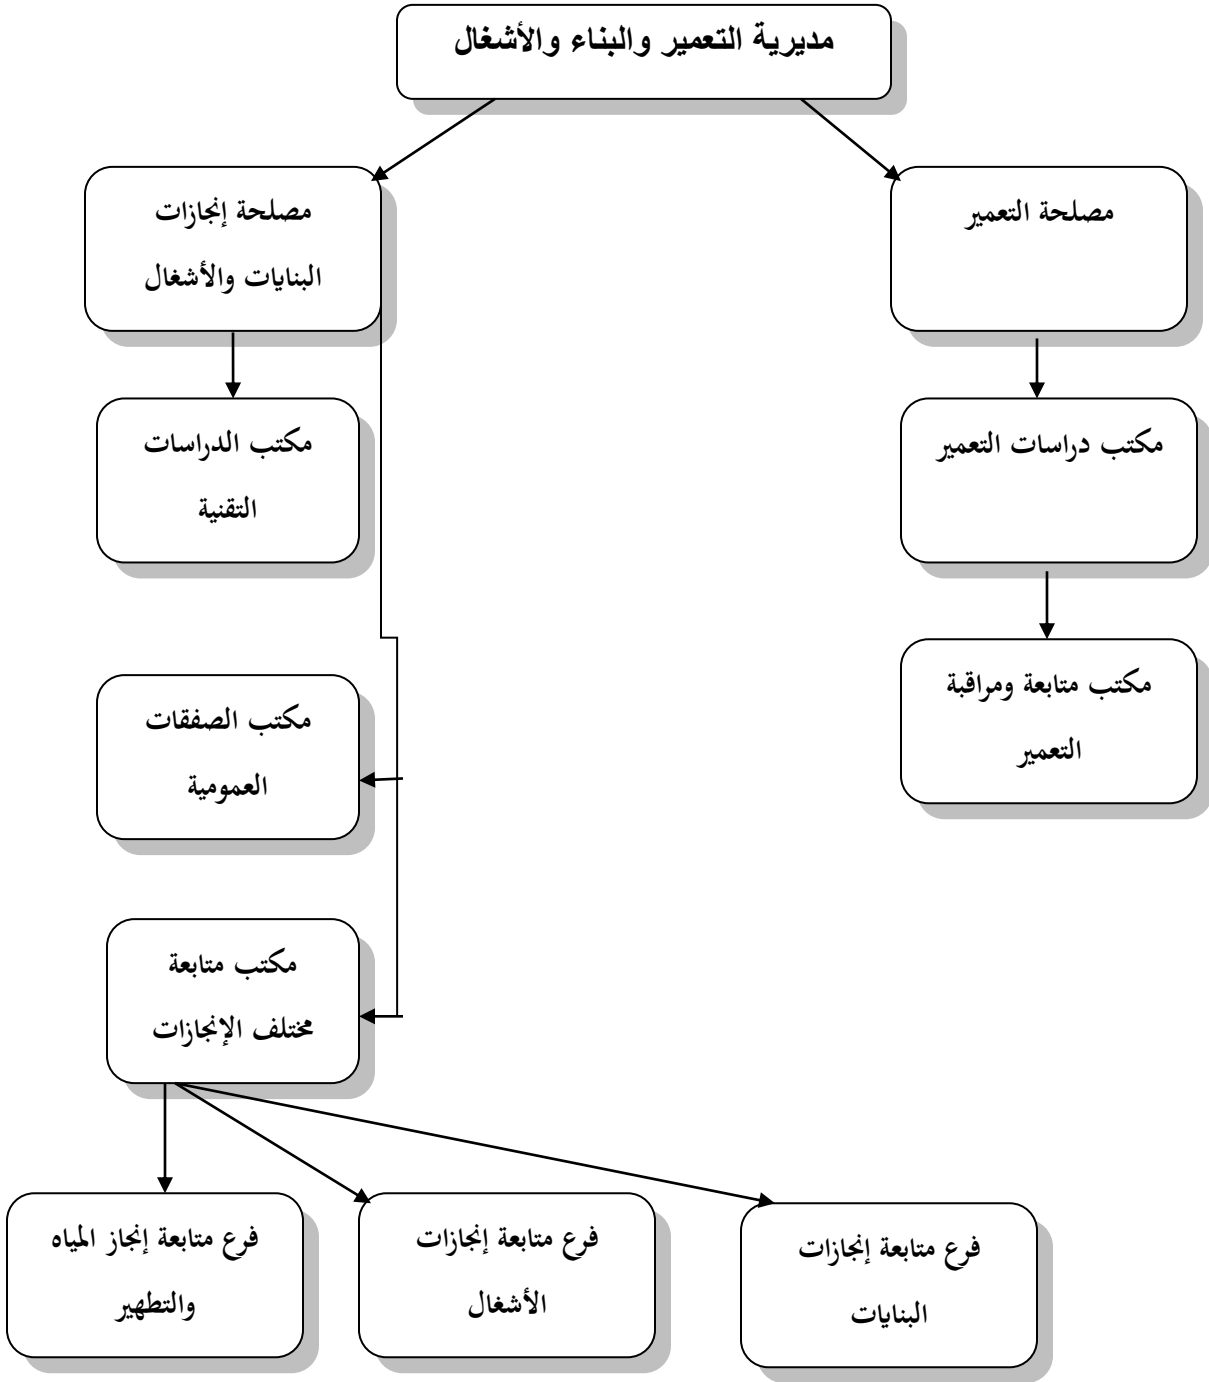 مديرية التعمير والبناء والأشغال
مصلحة التعمير
مصلحة إنجازات
البنايات والأشغال
مكتب دراسات التعمير
مكتب الدراسات
التقنية
مكتب متابعة ومراقبة
التعمير
مكتب الصفقات
العمومية
مكتب متابعة
مختلف الإنجازات
فرع متابعة إنجازات
البنايات
فرع متابعة إنجازات
الأشغال
فرع متابعة إنجاز المياه
والتطهير